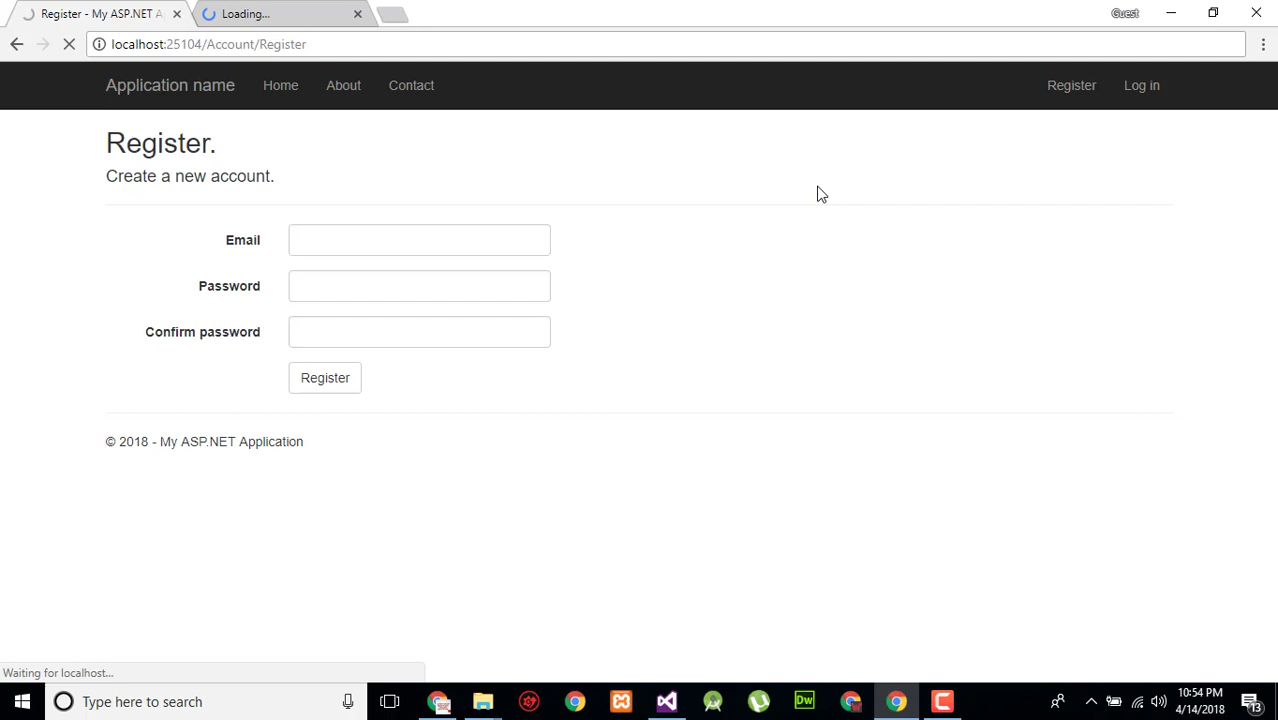 Register - My ASP.NET A
Loading...
Guest
localhost:25104/Account/Register
Application name Home About Contact Register Log in
Register.
Create a new account.
Email
Password
Confirm password
Register
© 2018 - My ASP.NET Application
Waiting for localhost...
Type here to search
Dw
10:54 PM
4/14/2018
13